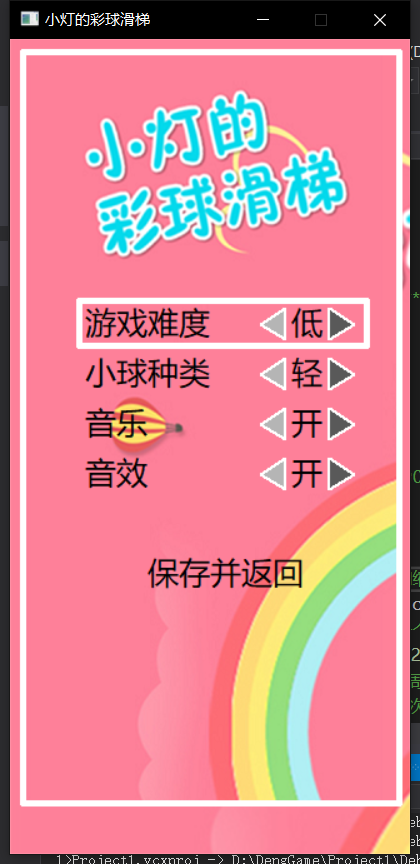 小灯的彩球滑梯
小灯的
彩球滑梯
游戏难度 低
小球种类 轻
音乐 开
音效 开
保存并返回
1>Project1.vcxproj -> D:\DengGame\Project1\Deb